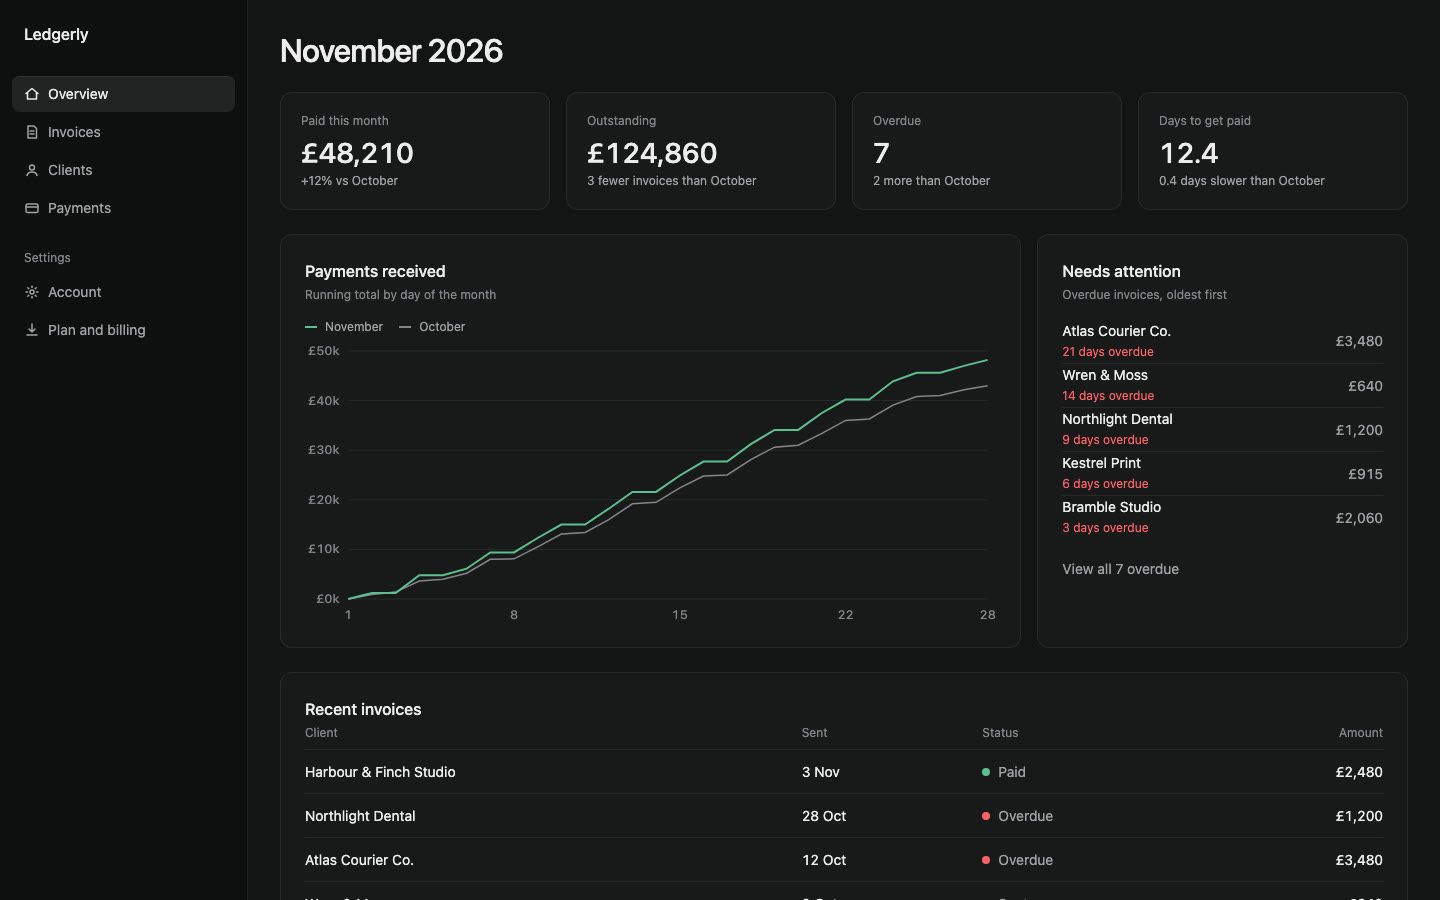 Ledgerly
Overview
Invoices
Clients
Payments
Settings
Account
Plan and billing
November 2026
Paid this month
£48,210
+12% vs October
Outstanding
£124,860
3 fewer invoices than October
Overdue
7
2 more than October
Days to get paid
12.4
0.4 days slower than October
Payments received
Running total by day of the month
November October
£50k
£40k
£30k
£20k
£10k
£0k
1 8 15 22 28
Needs attention
Overdue invoices, oldest first
Atlas Courier Co.
21 days overdue
£3,480
Wren & Moss
14 days overdue
£640
Northlight Dental
9 days overdue
£1,200
Kestrel Print
6 days overdue
£915
Bramble Studio
3 days overdue
£2,060
View all 7 overdue
Recent invoices
Client Sent Status Amount
Harbour & Finch Studio 3 Nov Paid £2,480
Northlight Dental 28 Oct Overdue £1,200
Atlas Courier Co. 12 Oct Overdue £3,480